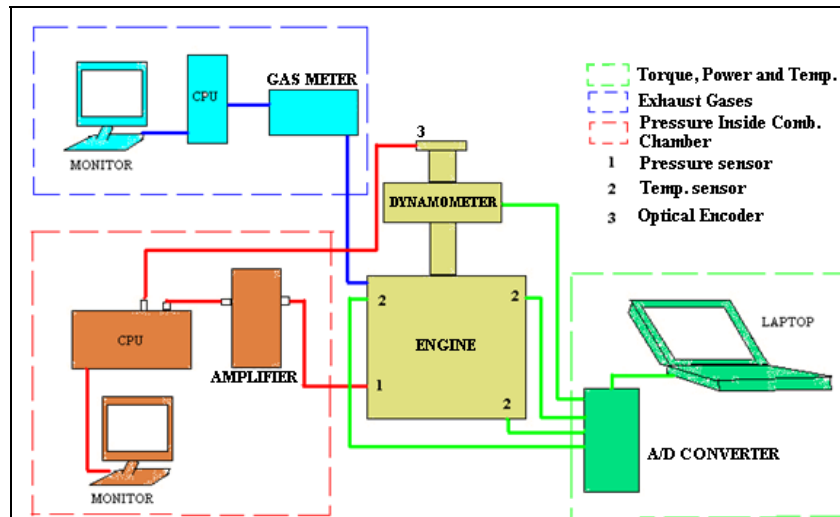 GAS METER
CPU
MONITOR
3
DYNAMOMETER
Torque, Power and Temp.
Exhaust Gases
Pressure Inside Comb.
Chamber
1 Pressure sensor
2 Temp. sensor
3 Optical Encoder
CPU
AMPLIFIER
MONITOR
2
2
ENGINE
1
2
LAPTOP
A/D CONVERTER